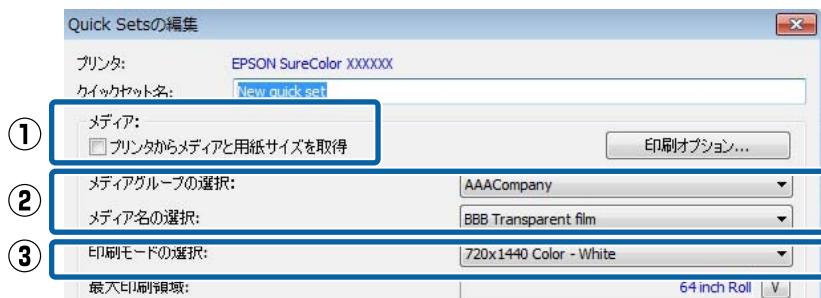 Quick Setsの編集
プリンタ: EPSON SureColor XXXXXX
クイックセット名: New quick set
① メディア:
プリンタからメディアと用紙サイズを取得 印刷オプション...
② メディアグループの選択: AAACompany
メディア名の選択: BBB Transparent film
③ 印刷モードの選択: 720x1440 Color - White
最大印刷領域: 64 inch Roll V